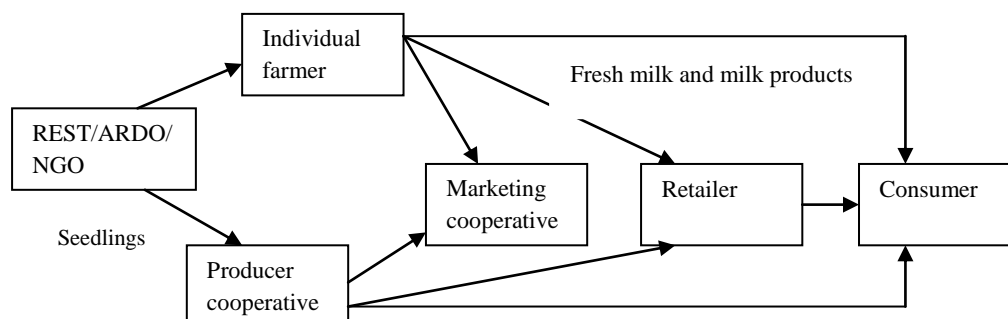 Individual
farmer
Fresh milk and milk products
REST/ARDO/
NGO
Marketing
cooperative
Retailer
Consumer
Seedlings
Producer
cooperative